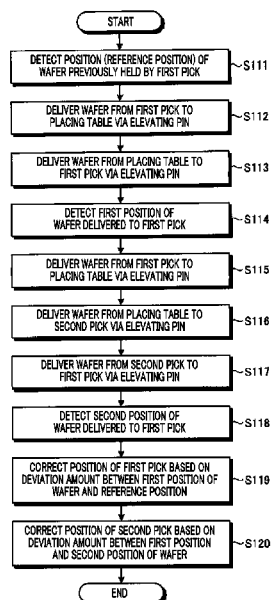 START
DETECT POSITION (REFERENCE POSITION) OF
WAFER PREVIOUSLY HELD BY FIRST PICK
S111
DELIVER WAFER FROM FIRST PICK TO
PLACING TABLE VIA ELEVATING PIN
S112
DELIVER WAFER FROM PLACING TABLE TO
FIRST PICK VIA ELEVATING PIN
S113
DETECT FIRST POSITION OF
WAFER DELIVERED TO FIRST PICK
S114
DELIVER WAFER FROM FIRST PICK TO
PLACING TABLE VIA ELEVATING PIN
S115
DELIVER WAFER FROM PLACING TABLE TO
SECOND PICK VIA ELEVATING PIN
S116
DELIVER WAFER FROM SECOND PICK TO
FIRST PICK VIA ELEVATING PIN
S117
DETECT SECOND POSITION OF
WAFER DELIVERED TO FIRST PICK
S118
CORRECT POSITION OF FIRST PICK BASED ON
DEVIATION AMOUNT BETWEEN FIRST POSITION OF
WAFER AND REFERENCE POSITION
S119
CORRECT POSITION OF SECOND PICK BASED ON
DEVIATION AMOUNT BETWEEN FIRST POSITION
AND SECOND POSITION OF WAFER
S120
END